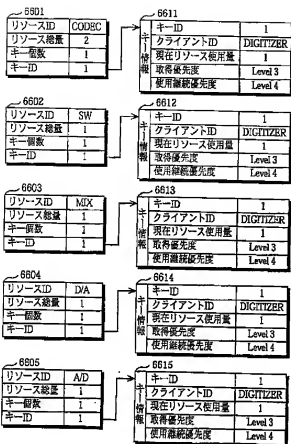 6601
リソースID CODEC
リソース総量 2
キー個数 1
キーID 1
6611
キー情報
キーID 1
クライアントID DIGITIZER
現在リソース使用量 1
取得優先度 Level 3
使用継続優先度 Level 4
6602
リソースID SW
リソース総量 1
キー個数 1
キーID 1
6612
キー情報
キーID 1
クライアントID DIGITIZER
現在リソース使用量 1
取得優先度 Level 3
使用継続優先度 Level 4
6603
リソースID MIX
リソース総量 1
キー個数 1
キーID 1
6613
キー情報
キーID 1
クライアントID DIGITIZER
現在リソース使用量 1
取得優先度 Level 3
使用継続優先度 Level 4
6604
リソースID D/A
リソース総量 1
キー個数 1
キーID 1
6614
キー情報
キーID 1
クライアントID DIGITIZER
現在リソース使用量 1
取得優先度 Level 3
使用継続優先度 Level 4
6605
リソースID A/D
リソース総量 1
キー個数 1
キーID 1
6615
キー情報
キーID 1
クライアントID DIGITIZER
現在リソース使用量 1
取得優先度 Level 3
使用継続優先度 Level 4